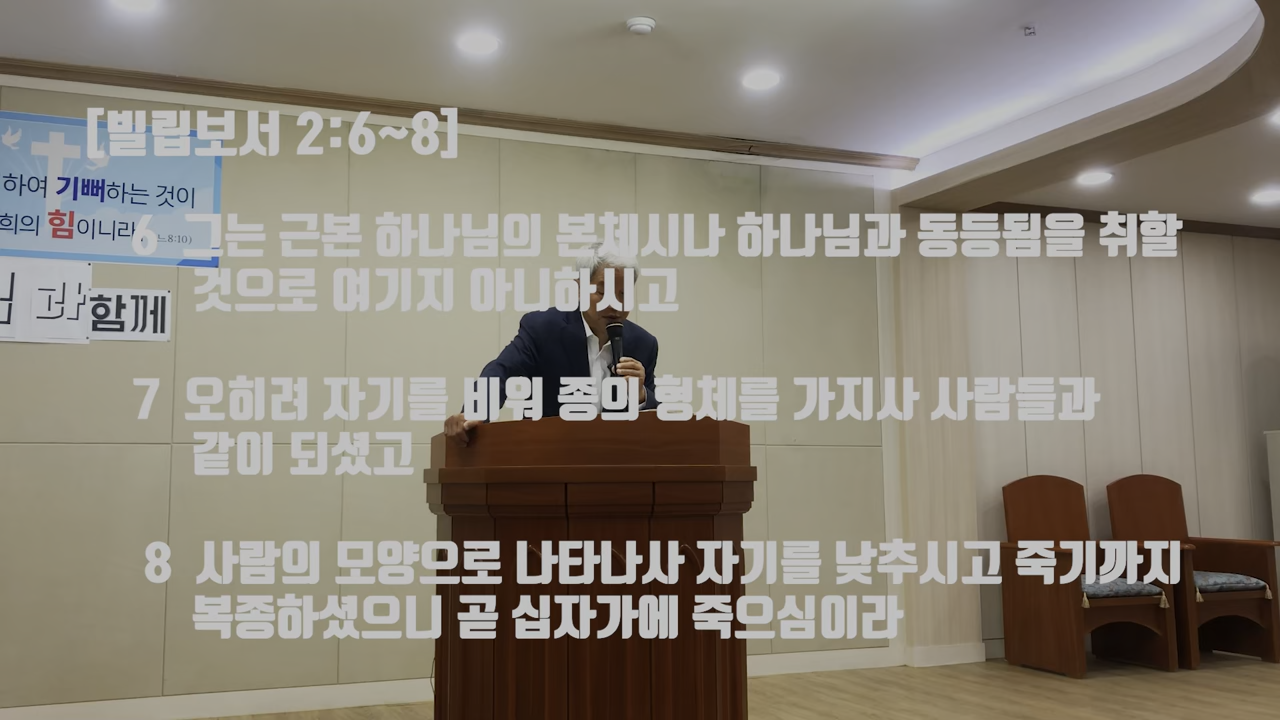 [빌립보서 2:6~8]
하여 기뻐하는 것이
희의 힘이니라 (느8:10)
6 그는 근본 하나님의 본체시나 하나님과 동등됨을 취할
것으로 여기지 아니하시고
과 함께
7 오히려 자기를 비워 종의 형체를 가지사 사람들과
같이 되셨고
8 사람의 모양으로 나타나사 자기를 낮추시고 죽기까지
복종하셨으니 곧 십자가에 죽으심이라